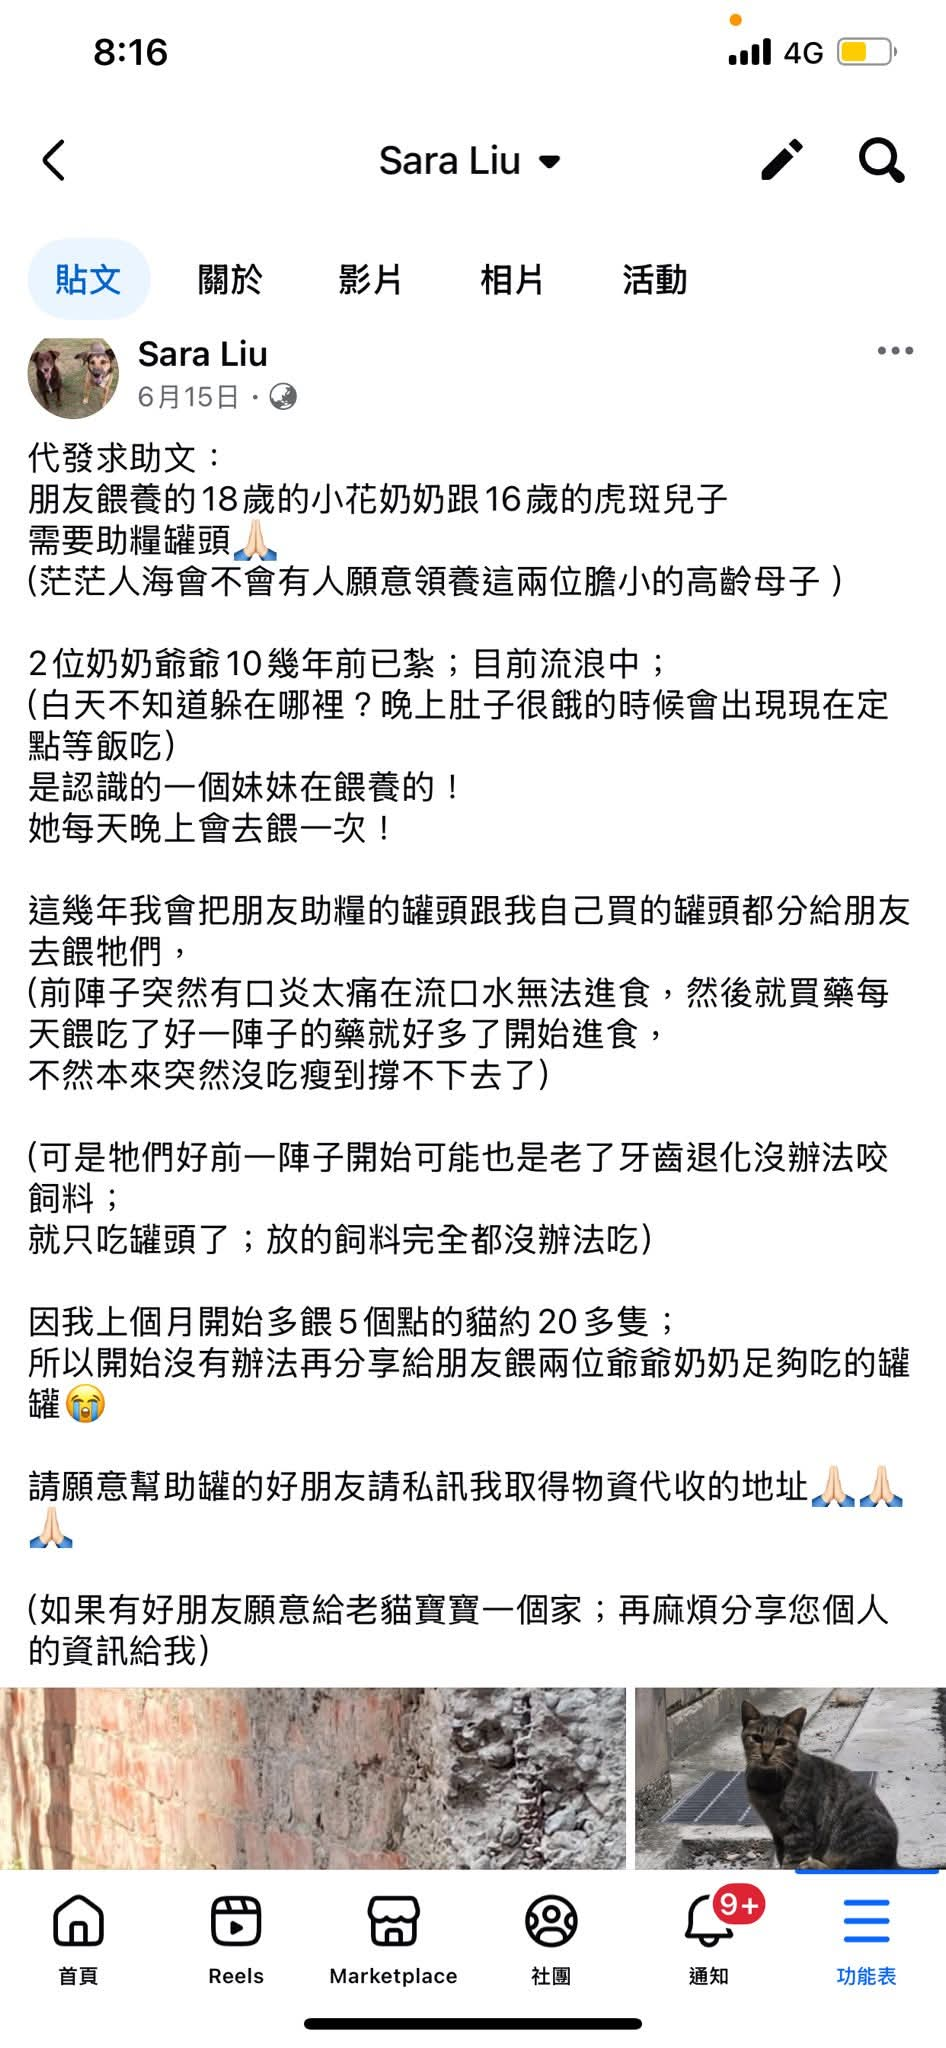 8:16
4G
Sara Liu
貼文 關於 影片 相片 活動
Sara Liu
6月15日 ·
代發求助文：
朋友餵養的18歲的小花奶奶跟16歲的虎斑兒子
需要助糧罐頭🙏🏻
(茫茫人海會不會有人願意領養這兩位膽小的高齡母子 )
2位奶奶爺爺10幾年前已紮；目前流浪中；
(白天不知道躲在哪裡？晚上肚子很餓的時候會出現現在定
點等飯吃)
是認識的一個妹妹在餵養的！
她每天晚上會去餵一次！
這幾年我會把朋友助糧的罐頭跟我自己買的罐頭都分給朋友
去餵牠們，
(前陣子突然有口炎太痛在流口水無法進食，然後就買藥每
天餵吃了好一陣子的藥就好多了開始進食，
不然本來突然沒吃瘦到撐不下去了)
(可是牠們好前一陣子開始可能也是老了牙齒退化沒辦法咬
飼料；
就只吃罐頭了；放的飼料完全都沒辦法吃)
因我上個月開始多餵5個點的貓約20多隻；
所以開始沒有辦法再分享給朋友餵兩位爺爺奶奶足夠吃的罐
罐😭
請願意幫助罐的好朋友請私訊我取得物資代收的地址🙏🏻🙏🏻
🙏🏻
(如果有好朋友願意給老貓寶寶一個家；再麻煩分享您個人
的資訊給我)
9+
首頁 Reels Marketplace 社團 通知 功能表